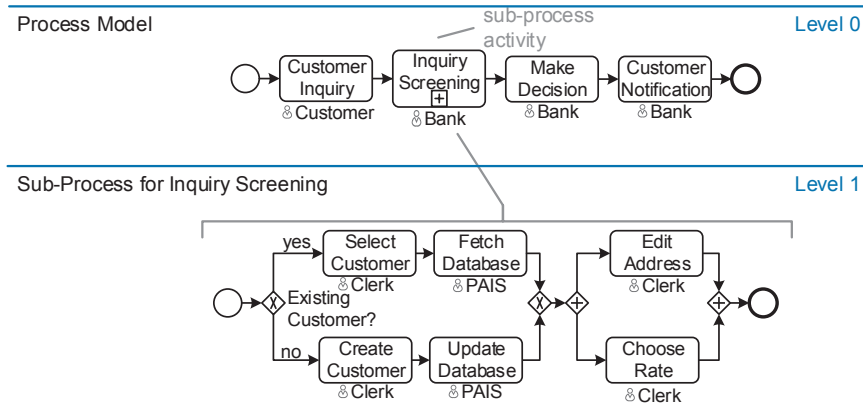 Process Model
sub-process
activity
Level 0
Customer
Inquiry
Customer
Inquiry
Screening
Bank
Make
Decision
Bank
Customer
Notification
Bank
Sub-Process for Inquiry Screening
Level 1
yes
Select
Customer
Clerk
Fetch
Database
PAIS
Edit
Address
Clerk
X
Existing
Customer?
X
no
Create
Customer
Clerk
Update
Database
PAIS
Choose
Rate
Clerk